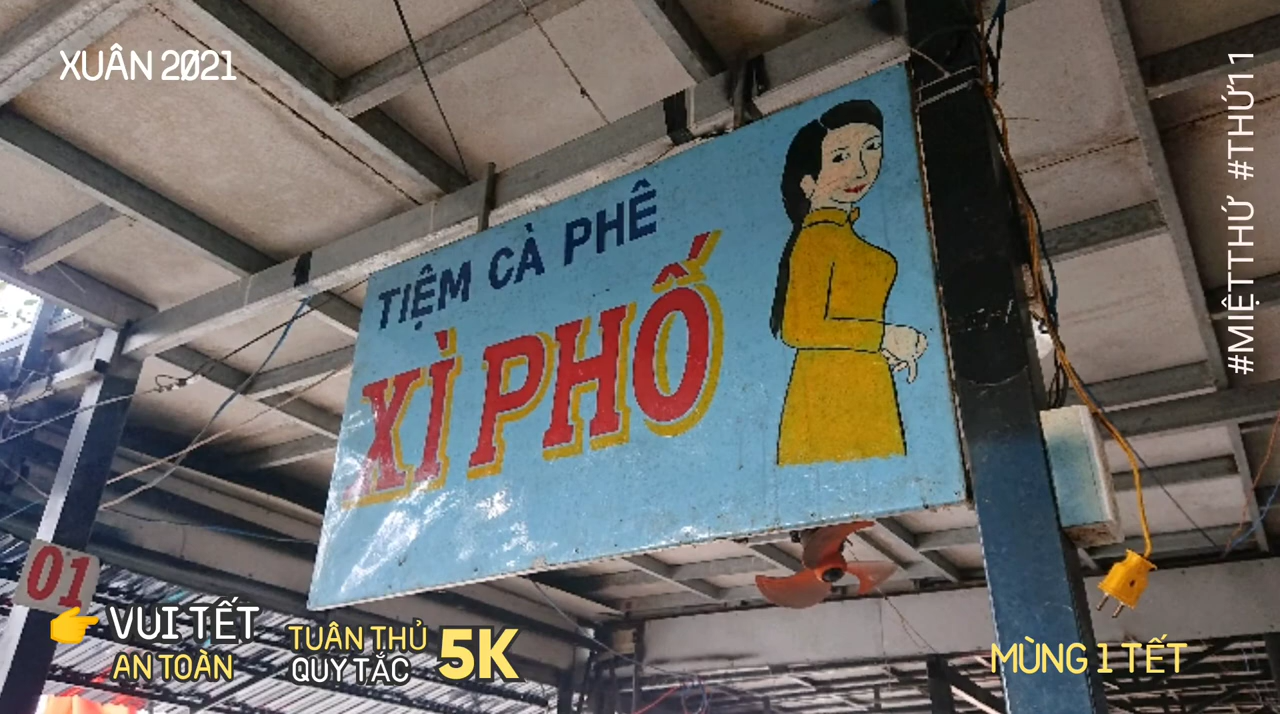 XUÂN 2021
#MIỆTTHỨ #THỨ11
TIỆM CÀ PHÊ
XÌ PHỐ
01
👉 VUI TẾT
AN TOÀN
TUÂN THỦ
QUY TẮC
5K
MÙNG 1 TẾT